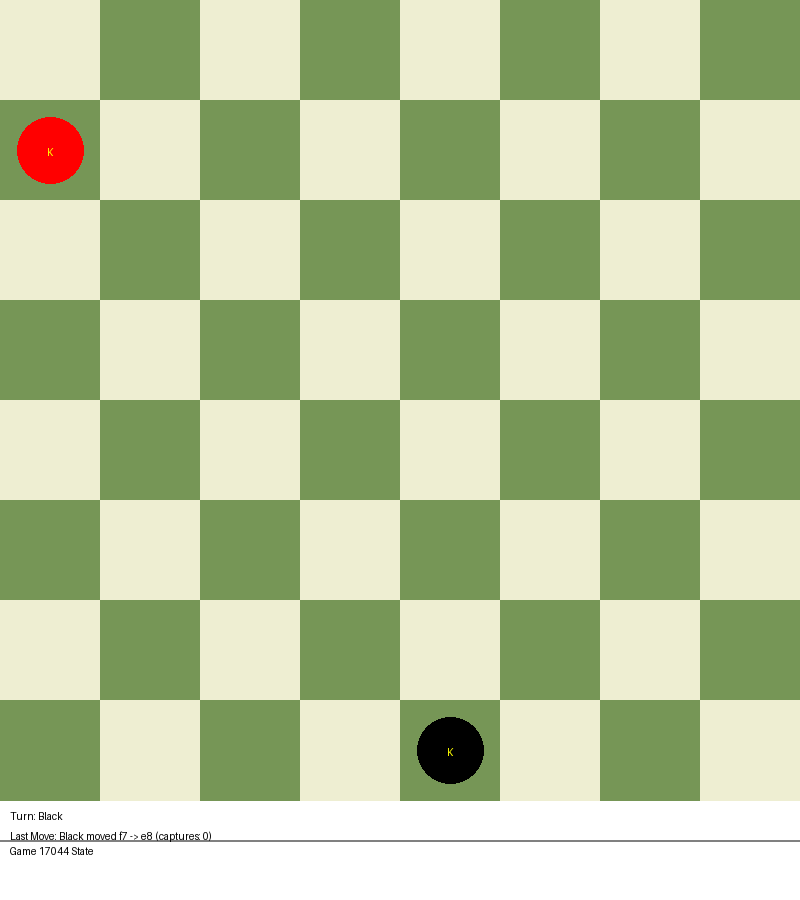 K
K
Turn: Black
Last Move: Black moved f7 -> e8 (captures: 0)
Game 17044 State